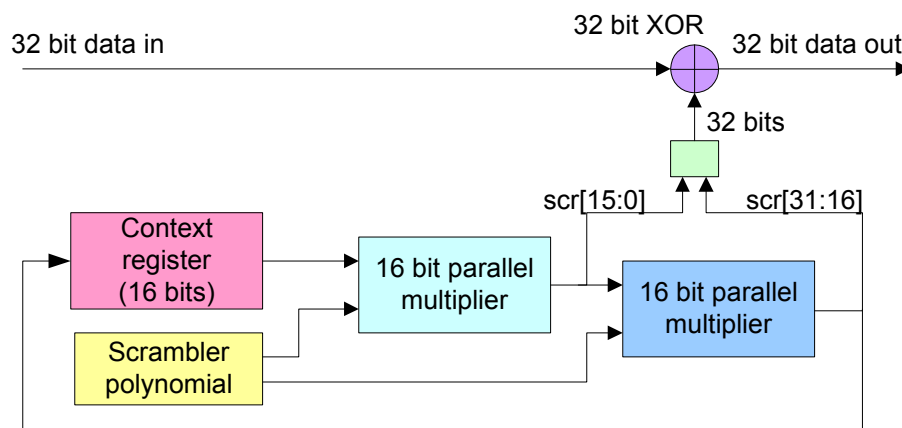 32 bit data in
32 bit XOR
32 bit data out
32 bits
scr[15:0]
scr[31:16]
Context
register
(16 bits)
16 bit parallel
multiplier
16 bit parallel
multiplier
Scrambler
polynomial